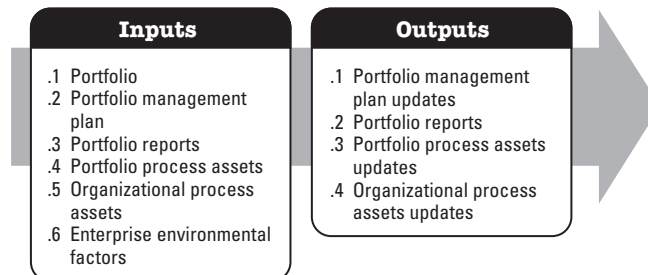 Inputs
.1 Portfolio
.2 Portfolio management
plan
.3 Portfolio reports
.4 Portfolio process assets
.5 Organizational process
assets
.6 Enterprise environmental
factors
Outputs
.1 Portfolio management
plan updates
.2 Portfolio reports
.3 Portfolio process assets
updates
.4 Organizational process
assets updates